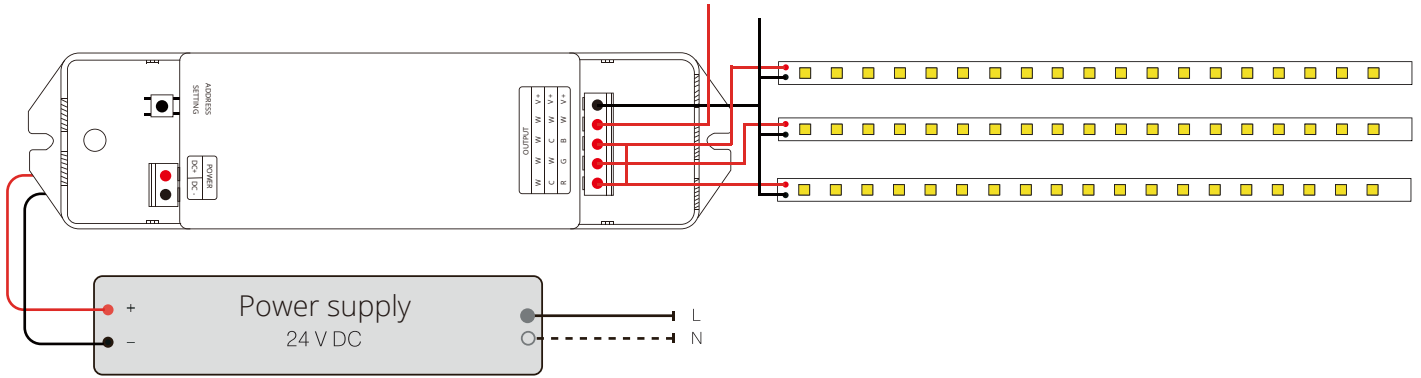 ADDRESS
SETTING
POWER
DC+ DC -
OUTPUT
W W W W V+
C W C W V+
R G B W V+
+
Power supply
24 V DC
–
L
N